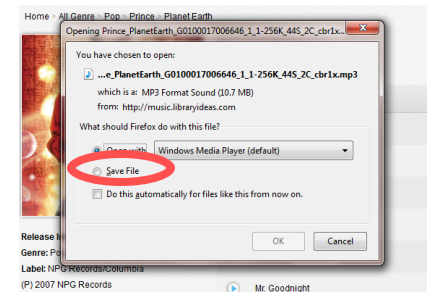 Home > All Genre > Pop > Prince > Planet Earth
Opening Prince_PlanetEarth_G0100017006646_1_1-256K_44S_2C_cbr1x...
You have chosen to open:
...e_PlanetEarth_G0100017006646_1_1-256K_44S_2C_cbr1x.mp3
which is a: MP3 Format Sound (10.7 MB)
from: http://music.libraryideas.com
What should Firefox do with this file?
Open with Windows Media Player (default)
Save File
Do this automatically for files like this from now on.
OK Cancel
Release
Genre: Po
Label: NPG Records/Columbia
(P) 2007 NPG Records
Mr. Goodnight